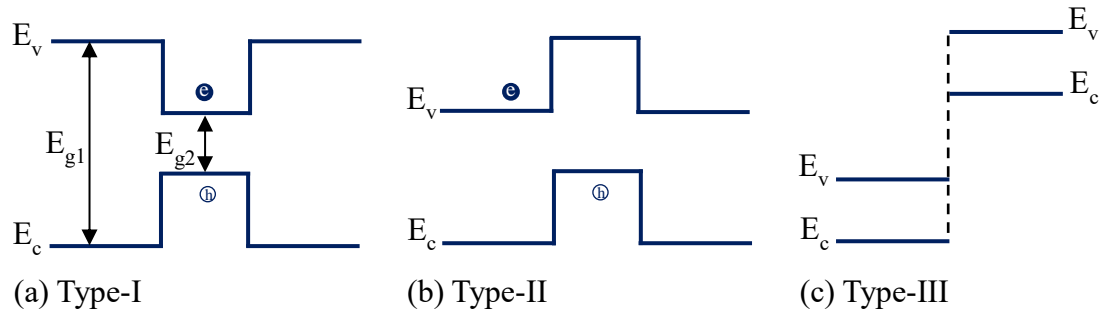 E_v
e
E_g1
E_g2
h
E_c
(a) Type-I
e
E_v
h
E_c
(b) Type-II
E_v
E_c
E_v
E_c
(c) Type-III